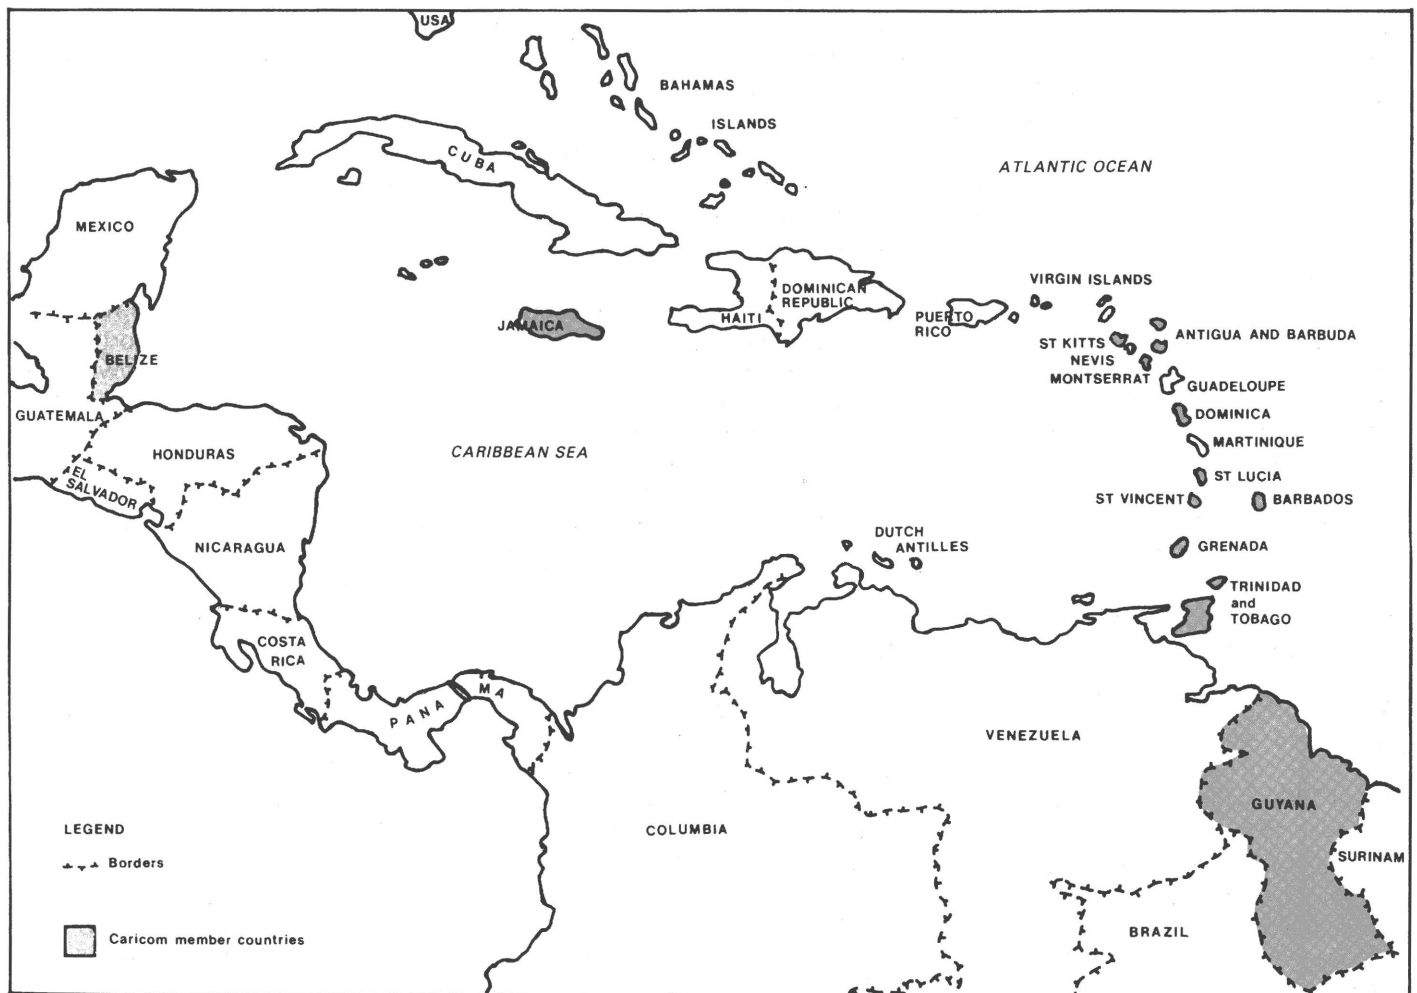 USA
BAHAMAS
ISLANDS
CUBA
ATLANTIC OCEAN
MEXICO
VIRGIN ISLANDS
DOMINICAN
REPUBLIC
HAITI
PUERTO
RICO
JAMAICA
ANTIGUA AND BARBUDA
ST KITTS
NEVIS
MONTSERRAT
BELIZE
GUADELOUPE
GUATEMALA
DOMINICA
MARTINIQUE
HONDURAS
CARIBBEAN SEA
EL
SALVADOR
ST LUCIA
ST VINCENT
BARBADOS
NICARAGUA
DUTCH
ANTILLES
GRENADA
TRINIDAD
and
TOBAGO
COSTA
RICA
PANAMA
VENEZUELA
GUYANA
COLUMBIA
SURINAM
BRAZIL
LEGEND
Borders
Caricom member countries